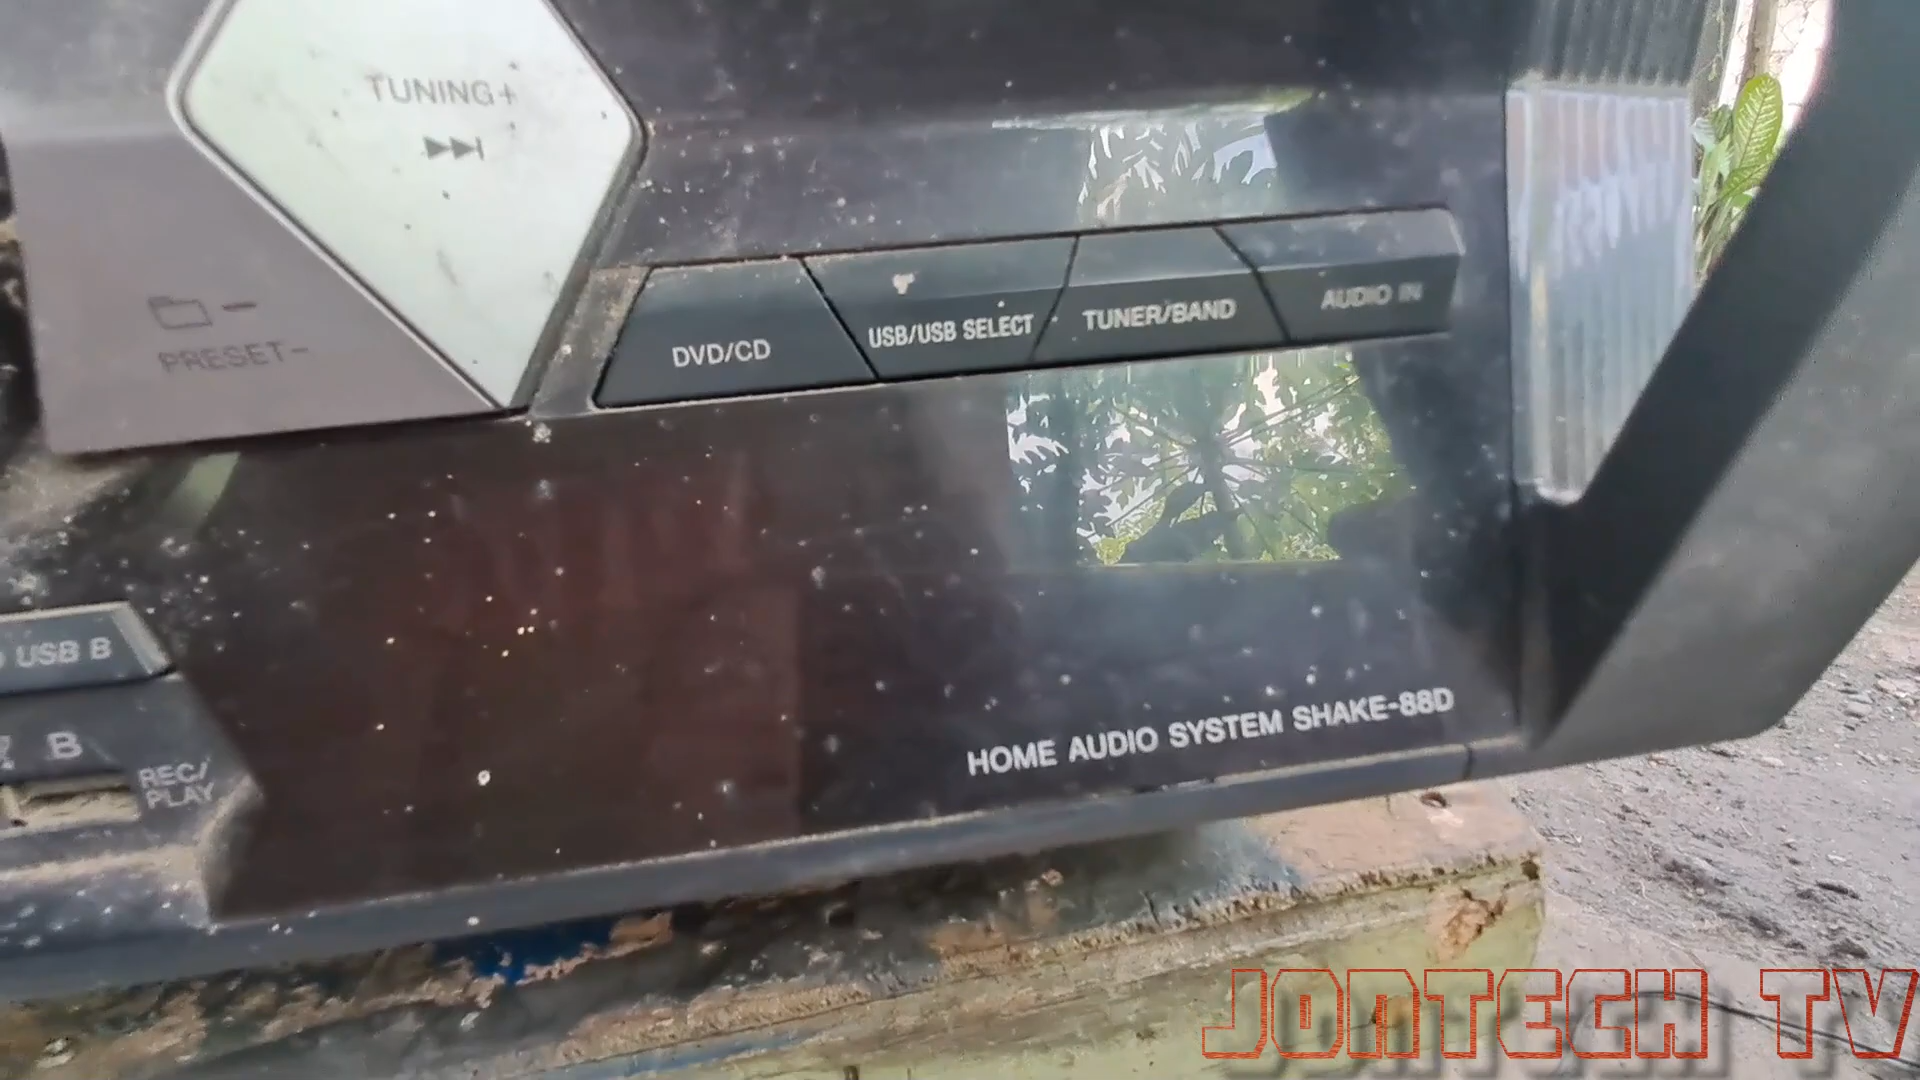 TUNING+
PRESET-
DVD/CD
USB/USB SELECT
TUNER/BAND
AUDIO IN
USB B
B
REC/
PLAY
HOME AUDIO SYSTEM SHAKE-88D
JONTECH TV